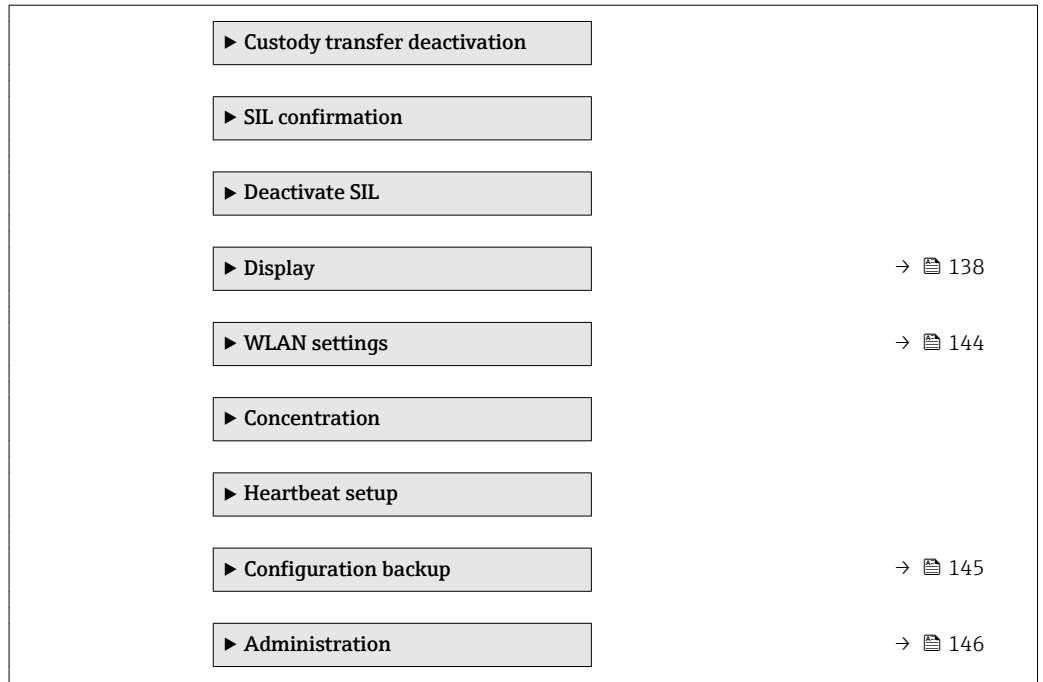 ▶ Custody transfer deactivation
▶ SIL confirmation
▶ Deactivate SIL
▶ Display → 138
▶ WLAN settings → 144
▶ Concentration
▶ Heartbeat setup
▶ Configuration backup → 145
▶ Administration → 146